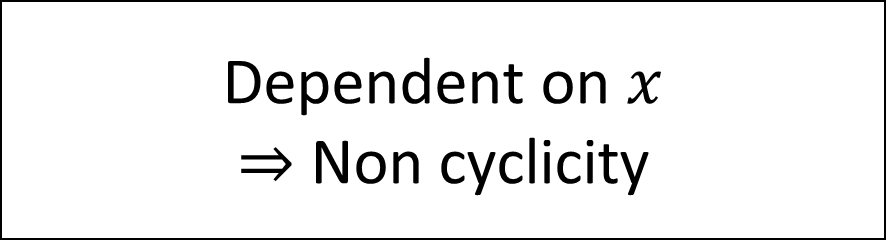 Dependent on 𝑥
⇒ Non cyclicity